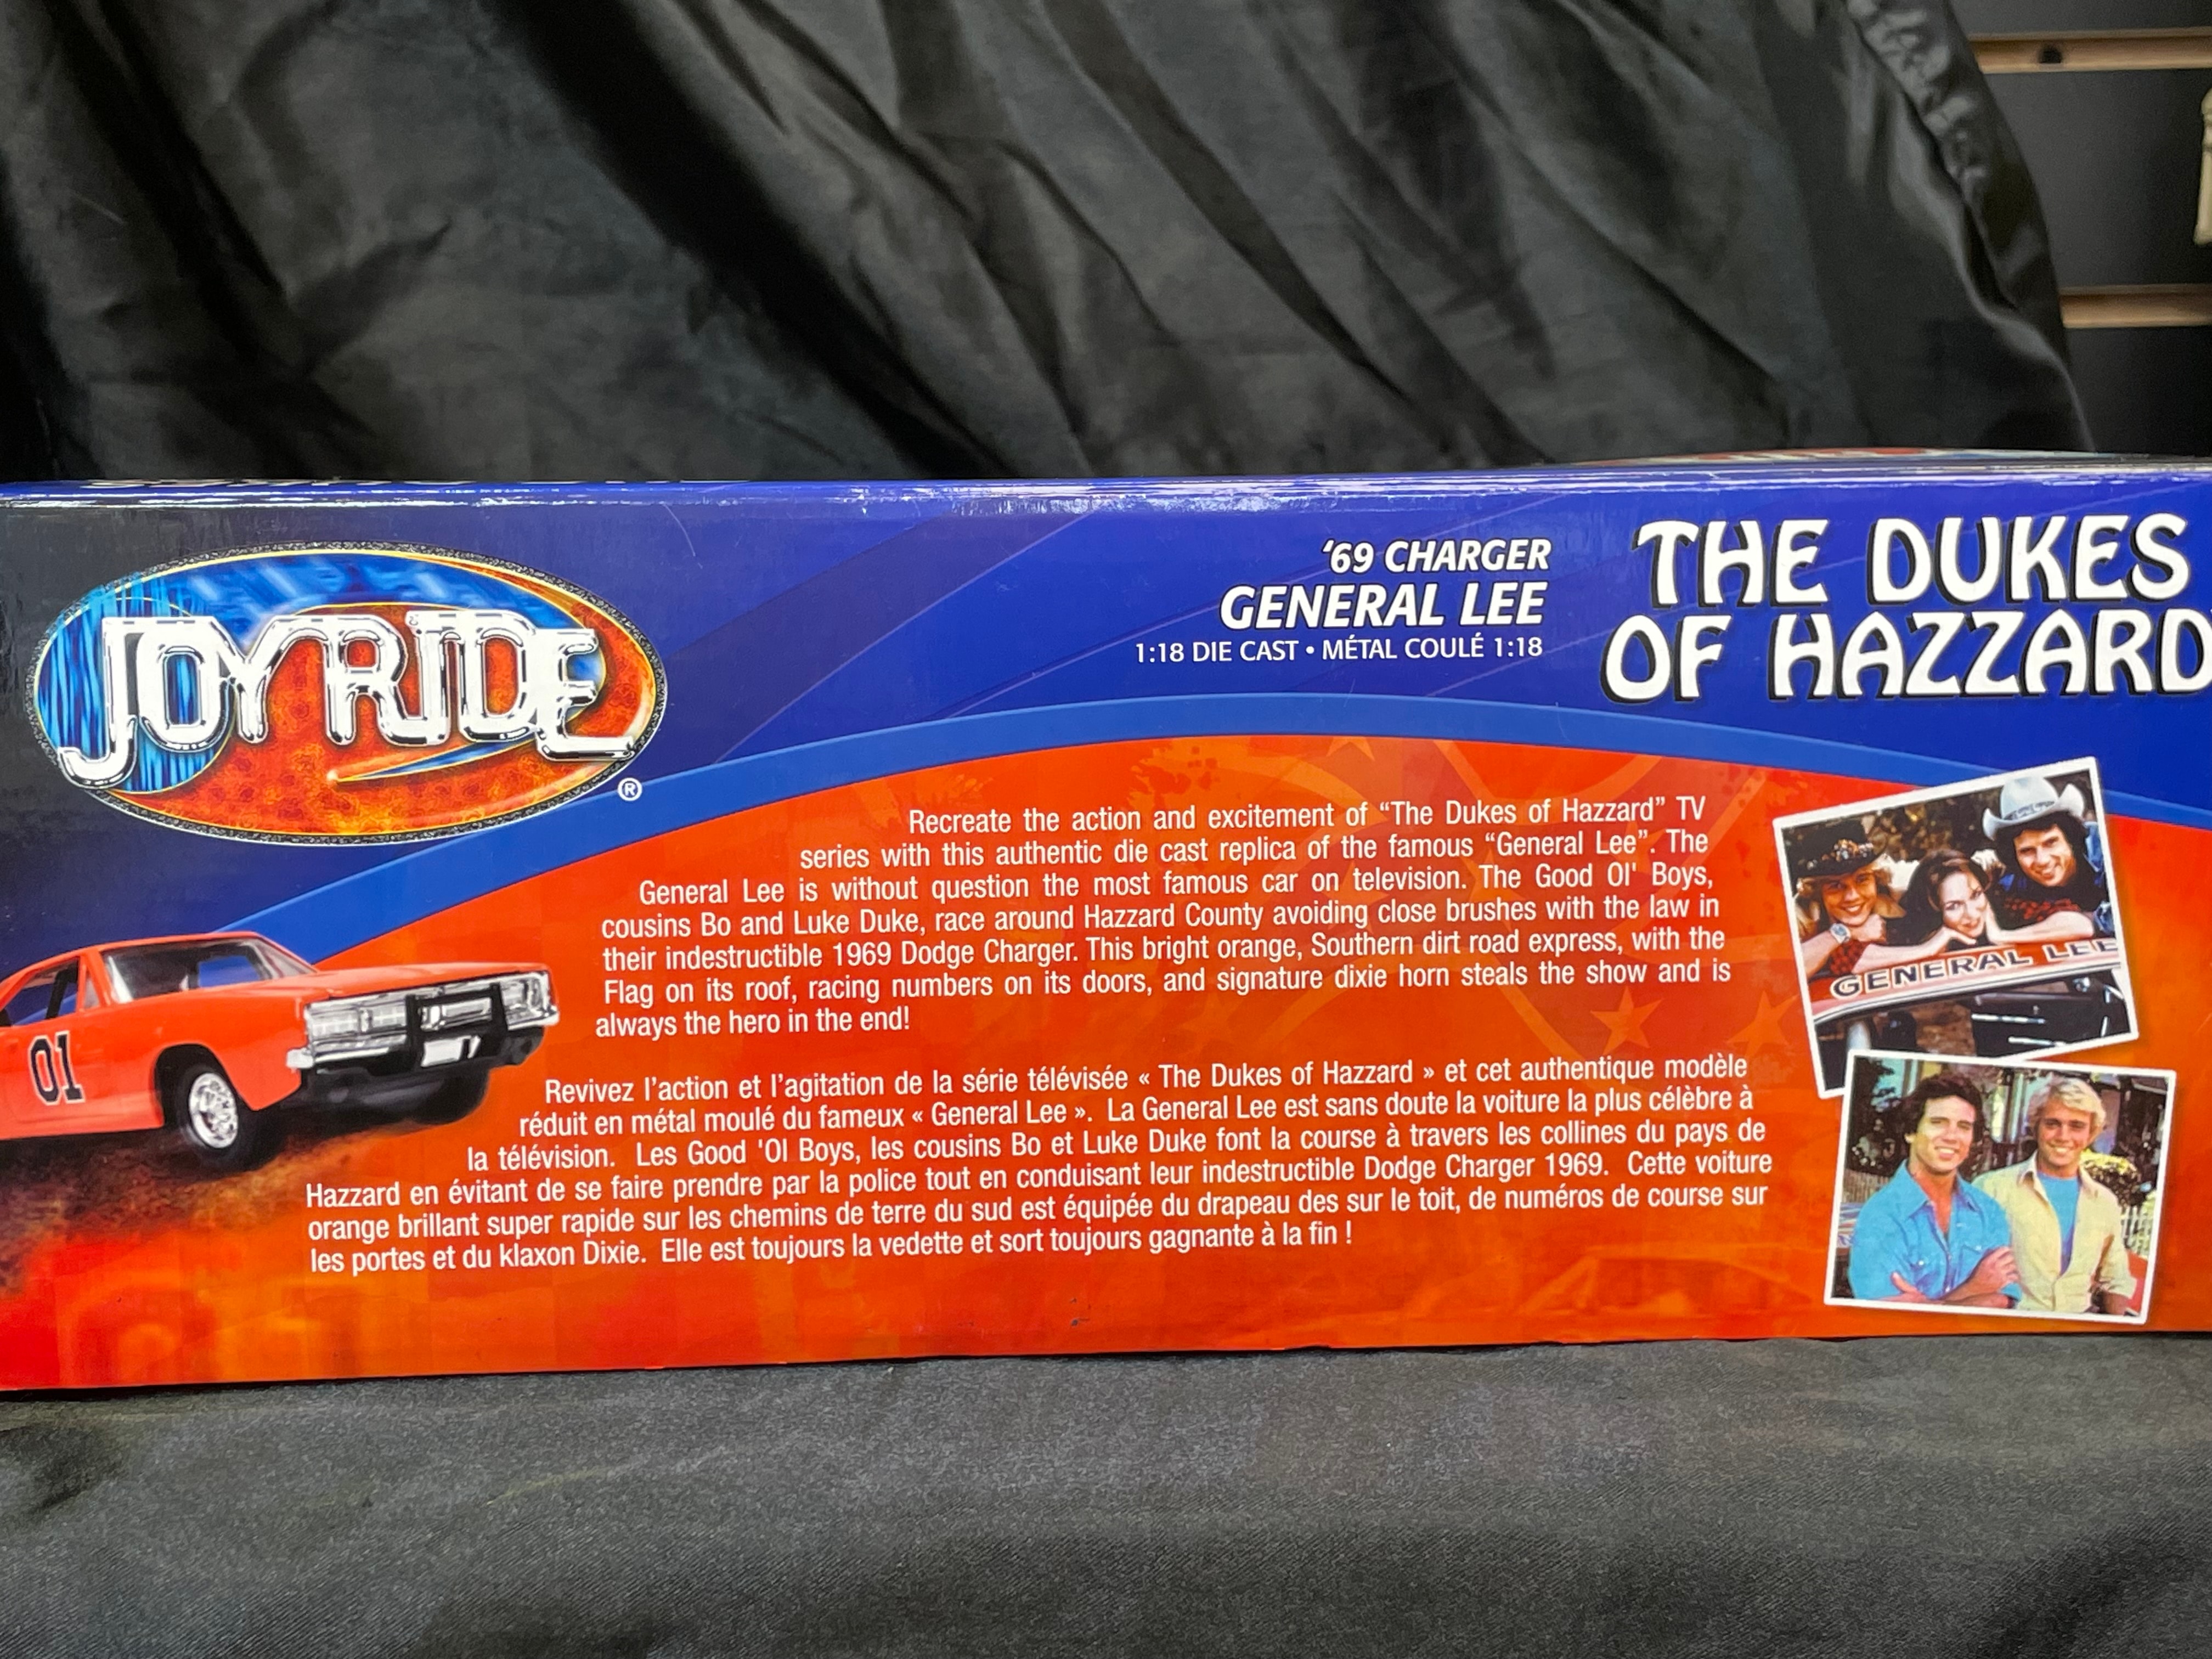 JOYRIDE
®
'69 CHARGER
GENERAL LEE
1:18 DIE CAST • MÉTAL COULÉ 1:18
THE DUKES
OF HAZZARD
Recreate the action and excitement of “The Dukes of Hazzard” TV
series with this authentic die cast replica of the famous “General Lee”. The
General Lee is without question the most famous car on television. The Good Ol' Boys,
cousins Bo and Luke Duke, race around Hazzard County avoiding close brushes with the law in
their indestructible 1969 Dodge Charger. This bright orange, Southern dirt road express, with the
Flag on its roof, racing numbers on its doors, and signature dixie horn steals the show and is
always the hero in the end!
Revivez l’action et l’agitation de la série télévisée « The Dukes of Hazzard » et cet authentique modèle
réduit en métal moulé du fameux « General Lee ». La General Lee est sans doute la voiture la plus célèbre à
la télévision. Les Good 'Ol Boys, les cousins Bo et Luke Duke font la course à travers les collines du pays de
Hazzard en évitant de se faire prendre par la police tout en conduisant leur indestructible Dodge Charger 1969. Cette voiture
orange brillant super rapide sur les chemins de terre du sud est équipée du drapeau des sur le toit, de numéros de course sur
les portes et du klaxon Dixie. Elle est toujours la vedette et sort toujours gagnante à la fin !
01
GENERAL LEE